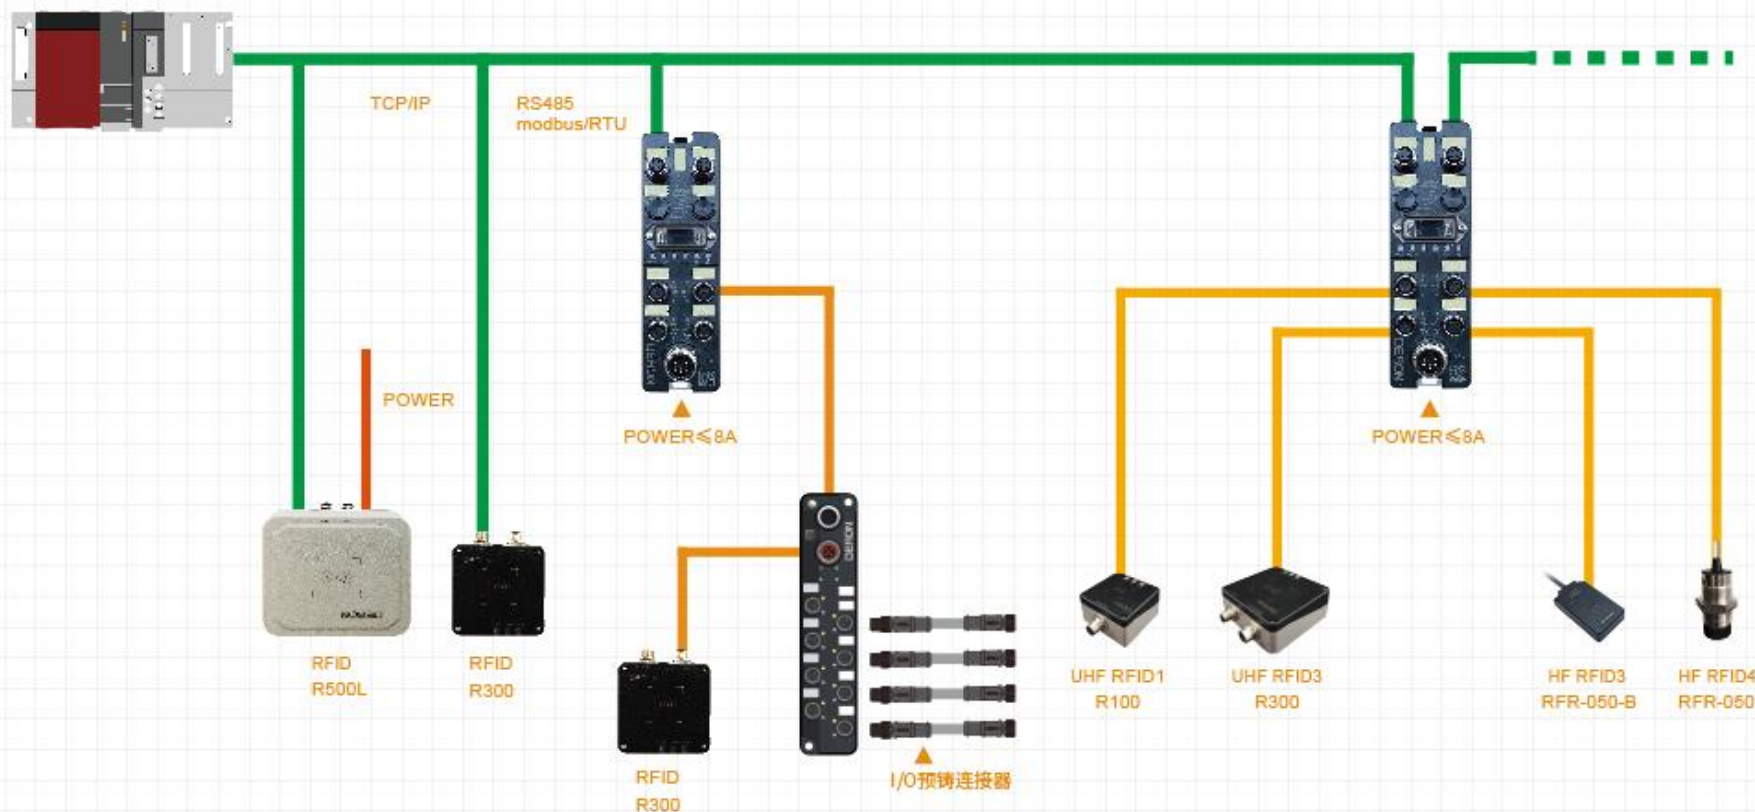 TCP/IP
RS485
modbus/RTU
POWER
POWER≤8A
POWER≤8A
RFID
R500L
RFID
R300
RFID
R300
I/O预铸连接器
UHF RFID1
R100
UHF RFID3
R300
HF RFID3
RFR-050-B
HF RFID4
RFR-050